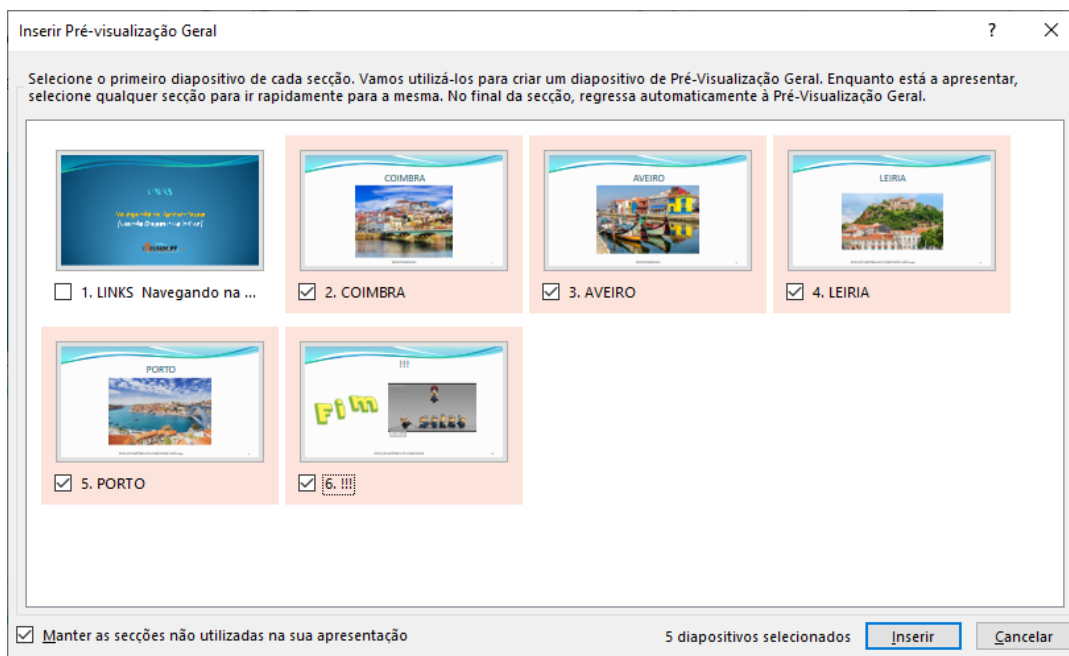 Inserir Pré-visualização Geral
?
Selecione o primeiro diapositivo de cada secção. Vamos utilizá-los para criar um diapositivo de Pré-Visualização Geral. Enquanto está a apresentar,
selecione qualquer secção para ir rapidamente para a mesma. No final da secção, regressa automaticamente à Pré-Visualização Geral.
LINKS
COIMBRA
AVEIRO
LEIRIA
1. LINKS Navegando na ...
2. COIMBRA
3. AVEIRO
4. LEIRIA
PORTO
!!!
Fim
5. PORTO
6. !!!
Manter as secções não utilizadas na sua apresentação
5 diapositivos selecionados
Inserir
Cancelar